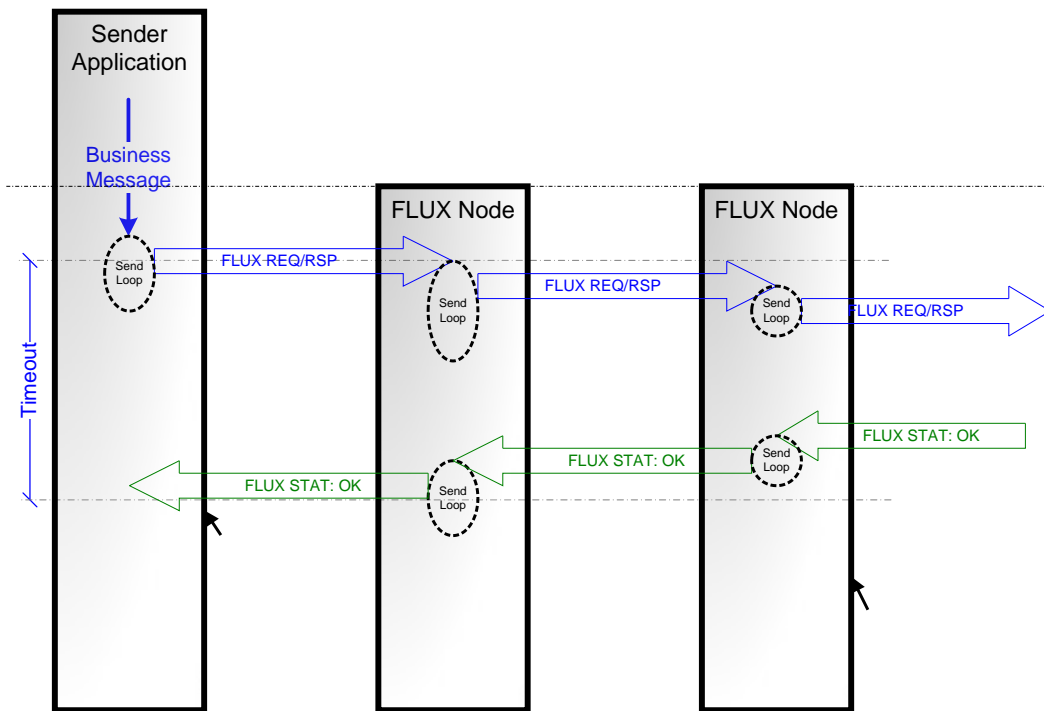 Sender
Application
Business
Message
FLUX Node
FLUX Node
Send
Loop
FLUX REQ/RSP
Send
Loop
FLUX REQ/RSP
Send
Loop
FLUX REQ/RSP
Timeout
FLUX STAT: OK
Send
Loop
FLUX STAT: OK
Send
Loop
FLUX STAT: OK